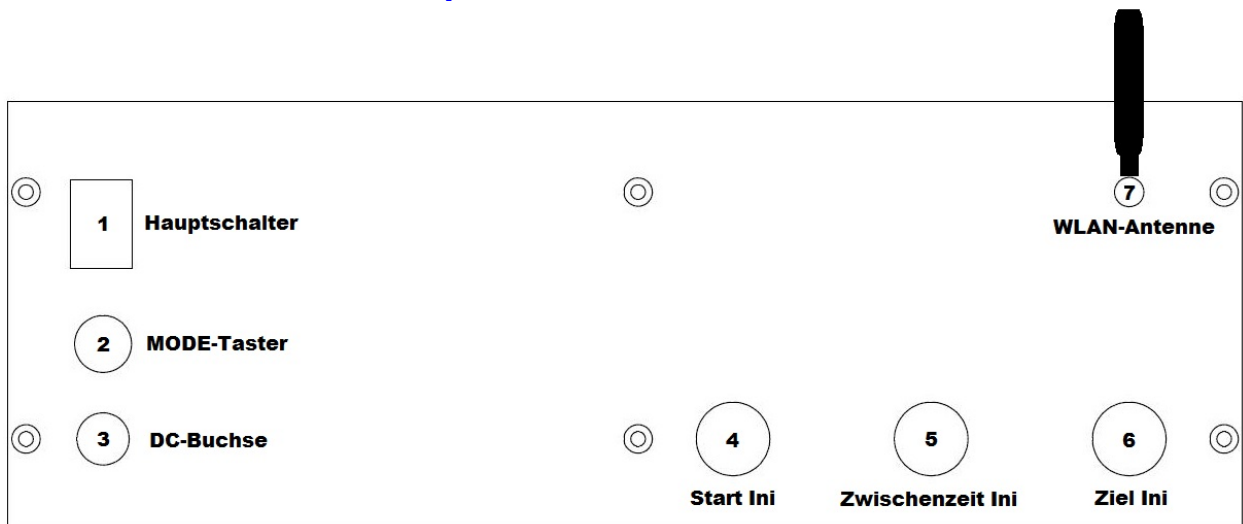 7
1 Hauptschalter
WLAN-Antenne
2 MODE-Taster
3 DC-Buchse
4
5
6
Start Ini
Zwischenzeit Ini
Ziel Ini